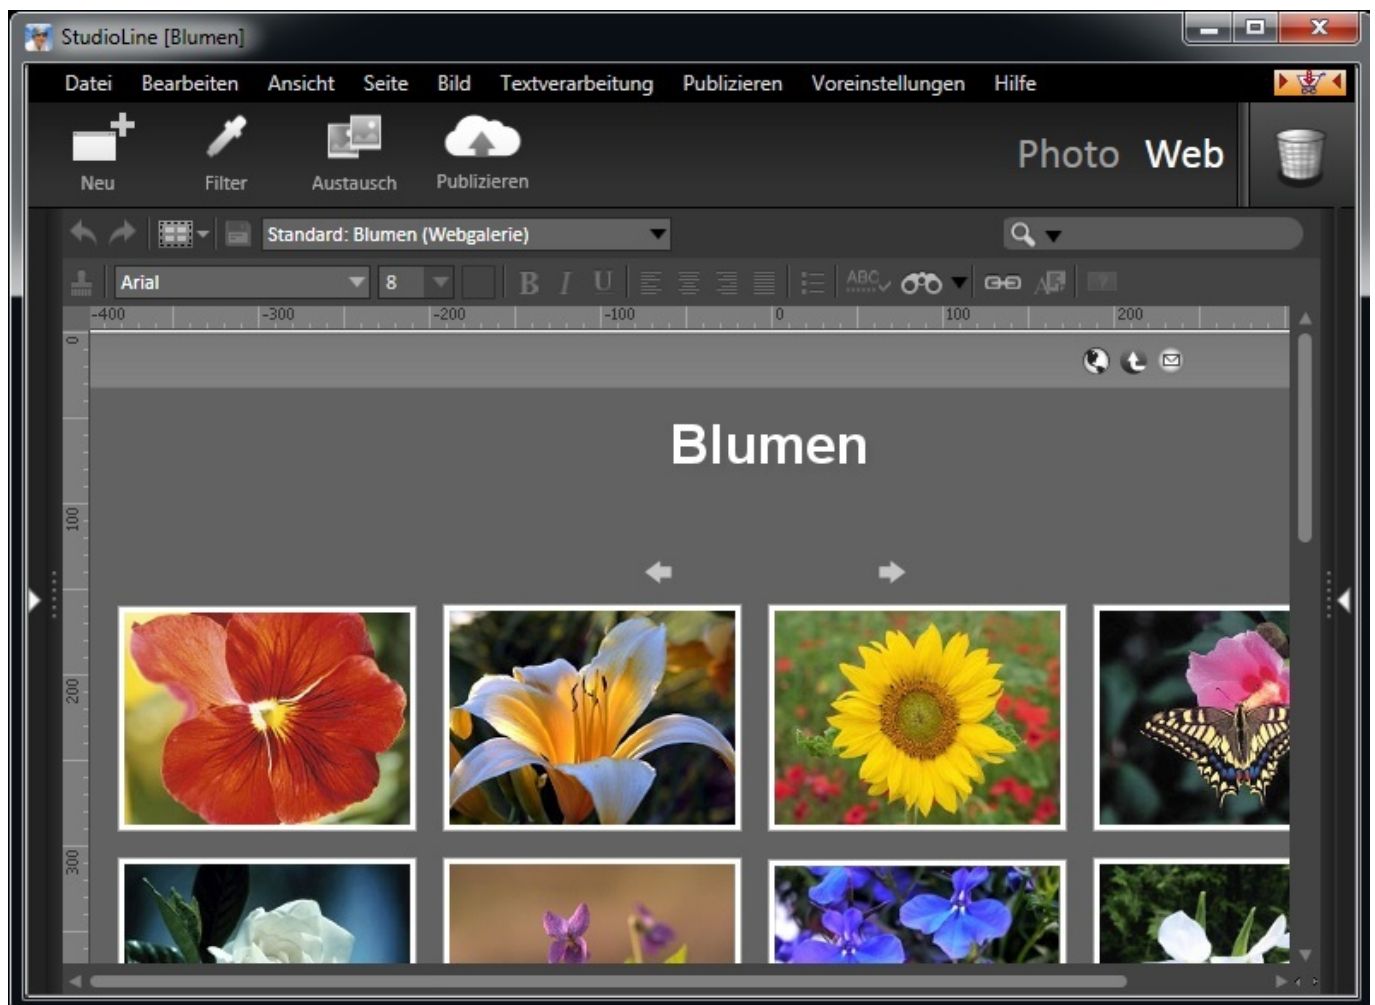 StudioLine [Blumen]
Datei Bearbeiten Ansicht Seite Bild Textverarbeitung Publizieren Voreinstellungen Hilfe
Neu Filter Austausch Publizieren
Photo Web
Standard: Blumen (Webgalerie)
Arial 8 B I U ABC
-400 -300 -200 -100 0 100 200
0
Blumen
100
200
300